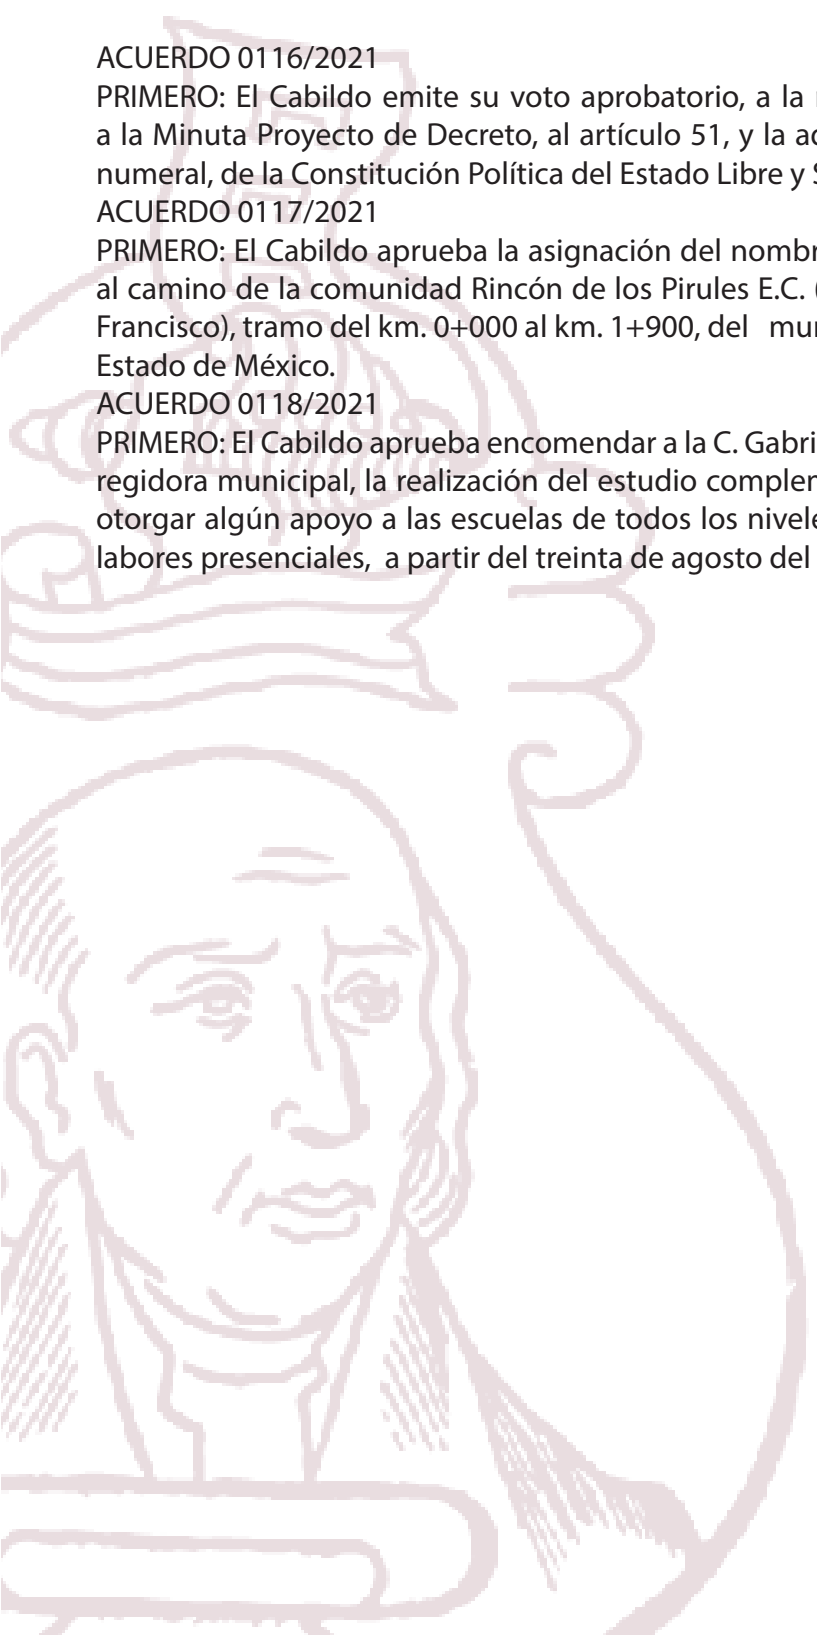 ACUERDO 0116/2021
PRIMERO: El Cabildo emite su voto aprobatorio, a la
a la Minuta Proyecto de Decreto, al artículo 51, y la
numeral, de la Constitución Política del Estado Libre y
ACUERDO 0117/2021
PRIMERO: El Cabildo aprueba la asignación del nombr
al camino de la comunidad Rincón de los Pirules E.C. (
Francisco), tramo del km. 0+000 al km. 1+900, del
Estado de México.
ACUERDO 0118/2021
PRIMERO: El Cabildo aprueba encomendar a la C. Gabri
regidora municipal, la realización del estudio complem
otorgar algún apoyo a las escuelas de todos los nivele
labores presenciales, a partir del treinta de agosto del